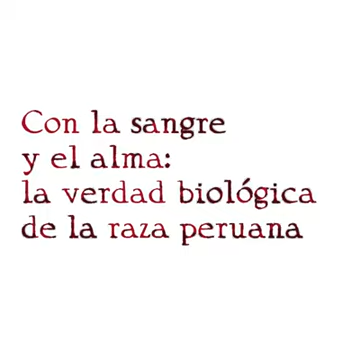 Con la sangre
y el alma:
la verdad biológica
de la raza peruana